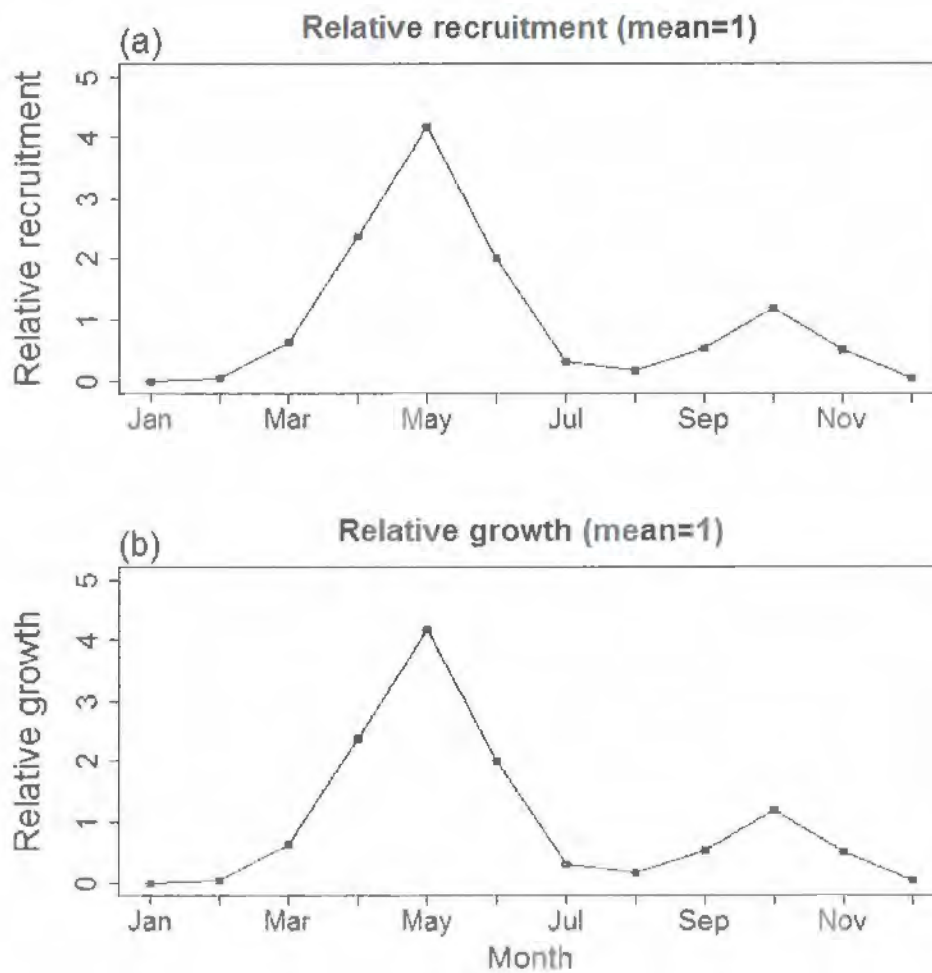 (a)
Relative recruitment (mean=1)
Relative recruitment
5
4
3
2
1
0
Jan Mar May Jul Sep Nov
(b)
Relative growth (mean=1)
Relative growth
5
4
3
2
1
0
Jan Mar May Jul Sep Nov
Month